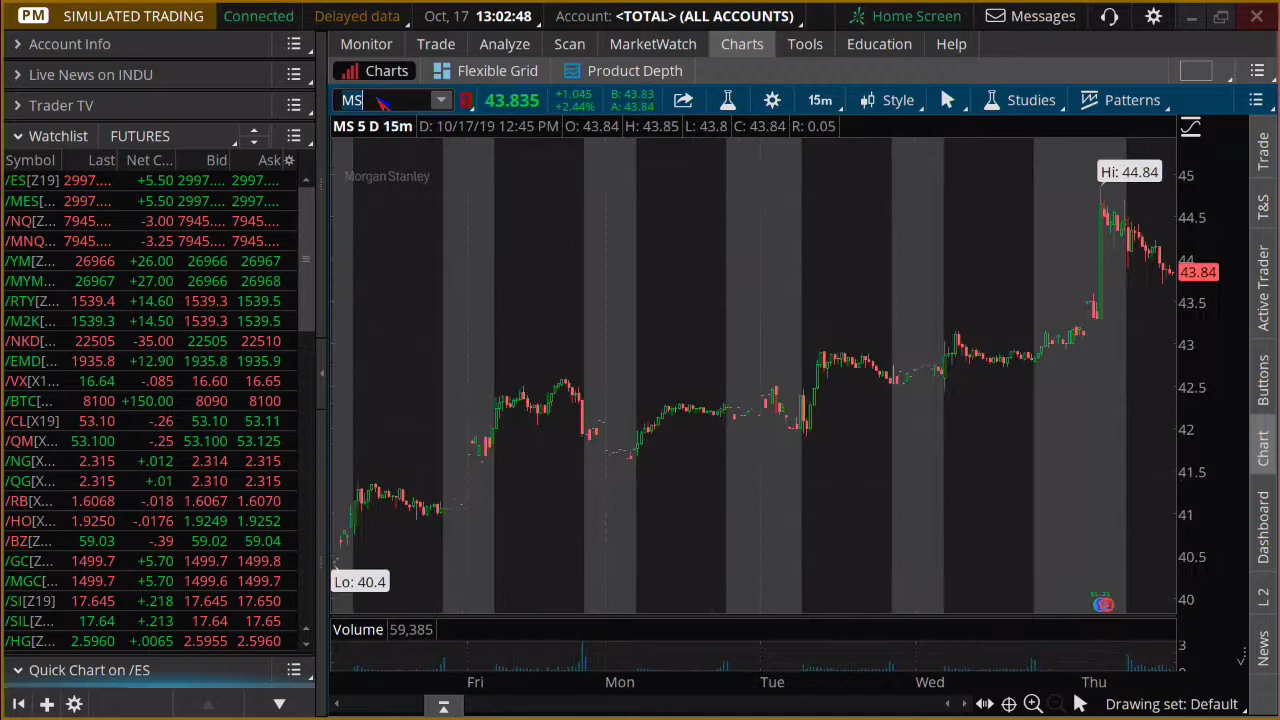 PM SIMULATED TRADING Connected Delayed data Oct, 17 13:02:48 Account: <TOTAL> (ALL ACCOUNTS) Home Screen Messages
Account Info
Live News on INDU
Trader TV
Watchlist FUTURES
Symbol Last Net C... Bid Ask
/ES[Z19] 2997.... +5.50 2997.... 2997....
/MES[... 2997.... +5.50 2997.... 2997....
/NQ[Z... 7945.... -3.00 7945.... 7945....
/MNQ... 7945.... -3.25 7945.... 7945....
/YM[Z... 26966 +26.00 26966 26967
/MYM... 26967 +27.00 26966 26968
/RTY[Z... 1539.4 +14.60 1539.3 1539.5
/M2K[... 1539.3 +14.50 1539.3 1539.5
/NKD[... 22505 -35.00 22505 22510
/EMD[... 1935.8 +12.90 1935.8 1935.9
/VX[X1... 16.64 -.085 16.60 16.65
/BTC[... 8100 +150.00 8090 8090
/CL[X19] 53.10 -.26 53.10 53.11
/QM[X... 53.100 -.25 53.100 53.125
/NG[X... 2.315 +.012 2.314 2.315
/QG[X... 2.315 +.01 2.310 2.315
/RB[X... 1.6068 -.018 1.6067 1.6070
/HO[X... 1.9250 -.0176 1.9249 1.9252
/BZ[Z... 59.03 -.39 59.02 59.04
/GC[Z... 1499.7 +5.70 1499.7 1499.8
/MGC[... 1499.7 +5.70 1499.6 1499.7
/SI[Z19] 17.645 +.218 17.645 17.650
/SIL[Z... 17.64 +.213 17.64 17.65
/HG[Z... 2.5960 +.0065 2.5955 2.5960
Quick Chart on /ES
Monitor Trade Analyze Scan MarketWatch Charts Tools Education Help
Charts Flexible Grid Product Depth
MS 43.835 +1.045 +2.44% B: 43.83 A: 43.84 15m Style Studies Patterns
MS 5 D 15m D: 10/17/19 12:45 PM O: 43.84 H: 43.85 L: 43.8 C: 43.84 R: 0.05
Morgan Stanley
Hi: 44.84
45
44.5
44
43.84
43.5
43
42.5
42
41.5
41
40.5
Lo: 40.4
40
Volume 59,385
3
Fri Mon Tue Wed Thu
Drawing set: Default
Trade
T&S
Active Trader
Buttons
Chart
Dashboard
L 2
News